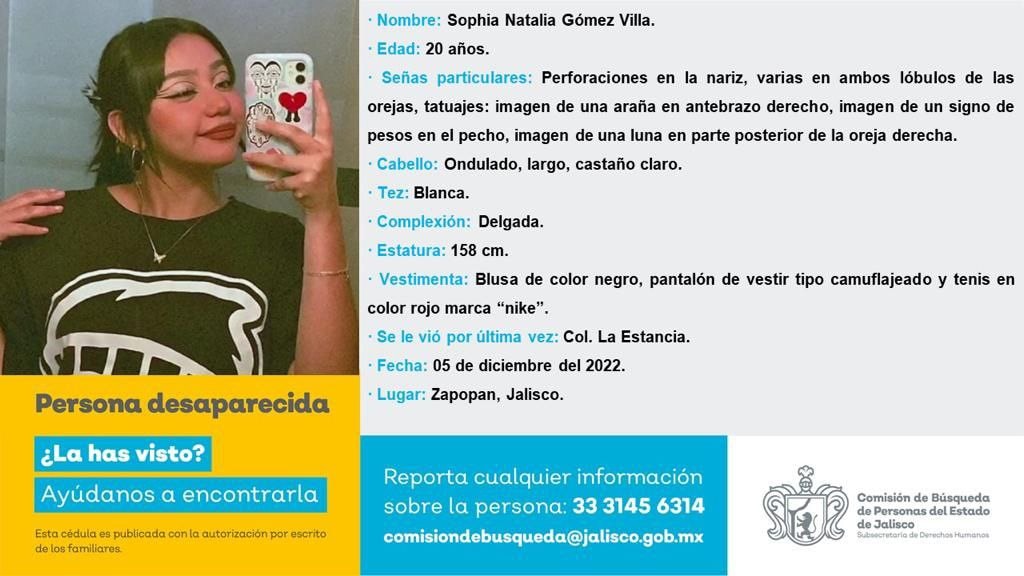 · Nombre: Sophia Natalia Gómez Villa.
· Edad: 20 años.
· Señas particulares: Perforaciones en la nariz, varias en ambos lóbulos de las
orejas, tatuajes: imagen de una araña en antebrazo derecho, imagen de un signo de
pesos en el pecho, imagen de una luna en parte posterior de la oreja derecha.
· Cabello: Ondulado, largo, castaño claro.
· Tez: Blanca.
· Complexión: Delgada.
· Estatura: 158 cm.
· Vestimenta: Blusa de color negro, pantalón de vestir tipo camuflajeado y tenis en
color rojo marca “nike”.
· Se le vió por última vez: Col. La Estancia.
· Fecha: 05 de diciembre del 2022.
· Lugar: Zapopan, Jalisco.
Persona desaparecida
¿La has visto?
Ayúdanos a encontrarla
Esta cédula es publicada con la autorización por escrito
de los familiares.
Reporta cualquier información
sobre la persona: 33 3145 6314
comisiondebusqueda@jalisco.gob.mx
Comisión de Búsqueda
de Personas del Estado
de Jalisco
Subsecretaría de Derechos Humanos